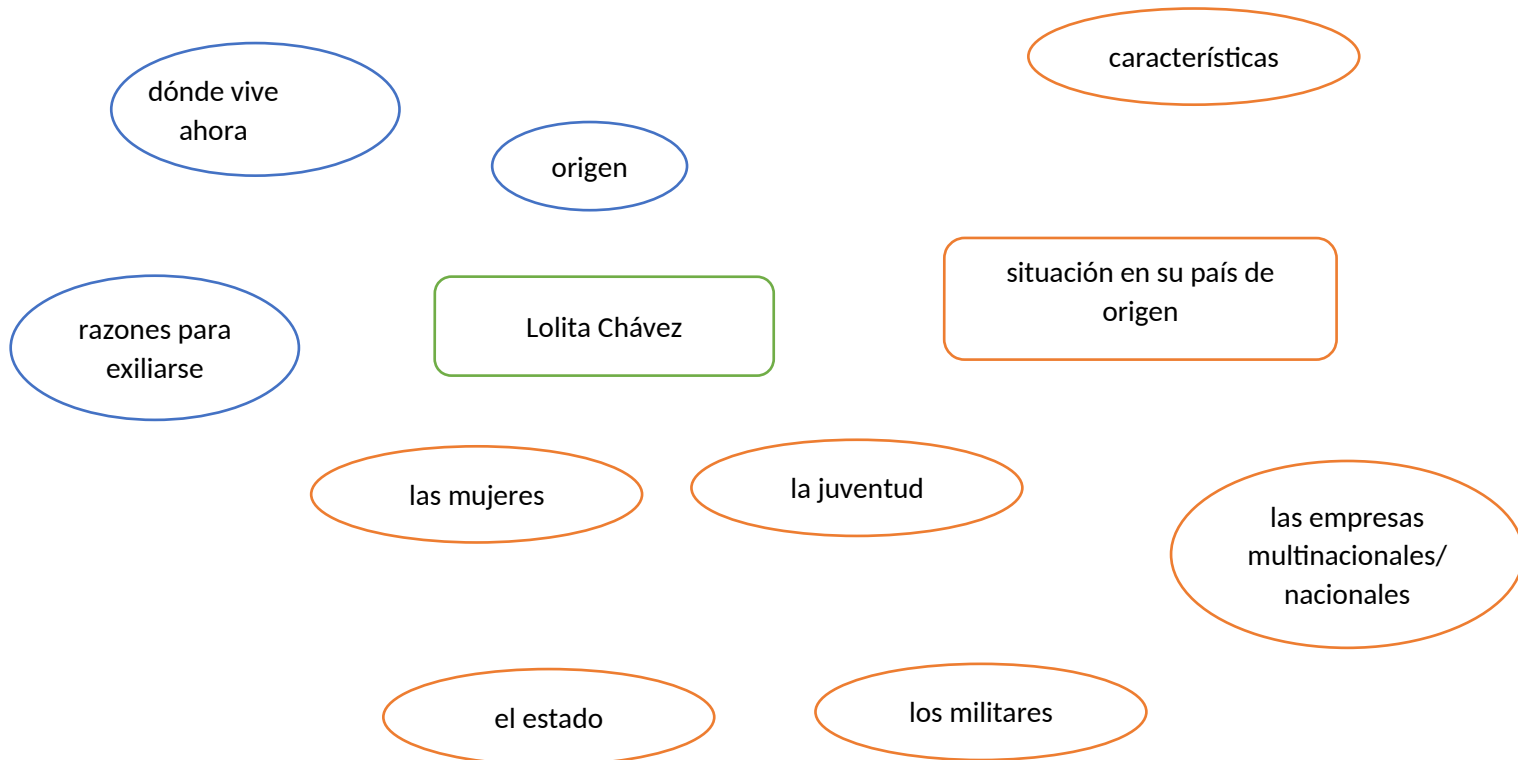 característícas
dónde vive
ahora
origen
situación en su país de
origen
razones para
exiliarse
Lolita Chávez
las mujeres
la juventud
las empresas
multinacionales/
nacionales
el estado
los militares